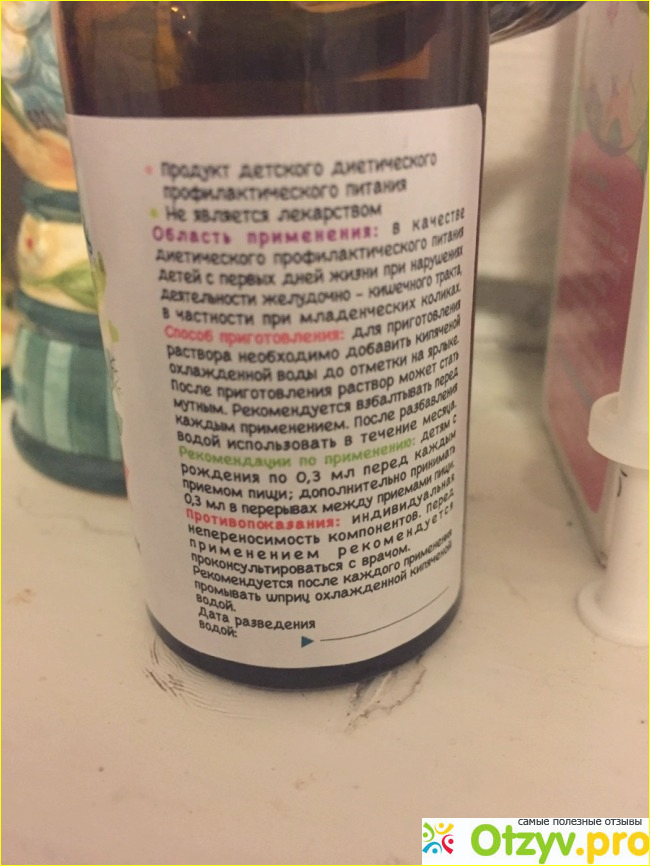 Продукт детского диетического
профилактического питания
Не является лекарством
Область применения: в качестве
диетического профилактического питания
детей с первых дней жизни при нарушениях
деятельности желудочно - кишечного тракта,
в частности при младенческих коликах.
Способ приготовления: для приготовления
раствора необходимо добавить кипяченой
охлажденной воды до отметки на ярлыке.
После приготовления раствор может стать
мутным. Рекомендуется взбалтывать перед
каждым применением. После разбавления
водой использовать в течение месяца.
Рекомендации по применению: детям с
рождения по 0,3 мл перед каждым
приемом пищи; дополнительно принимать
0,3 мл в перерывах между приемами пищи.
Противопоказания: индивидуальная
непереносимость компонентов. Перед
применением рекомендуется
проконсультироваться с врачом.
Рекомендуется после каждого применения
промывать шприц охлажденной кипяченой
водой.
Дата разведения
водой:
самые полезные отзывы
Otzyv.pro